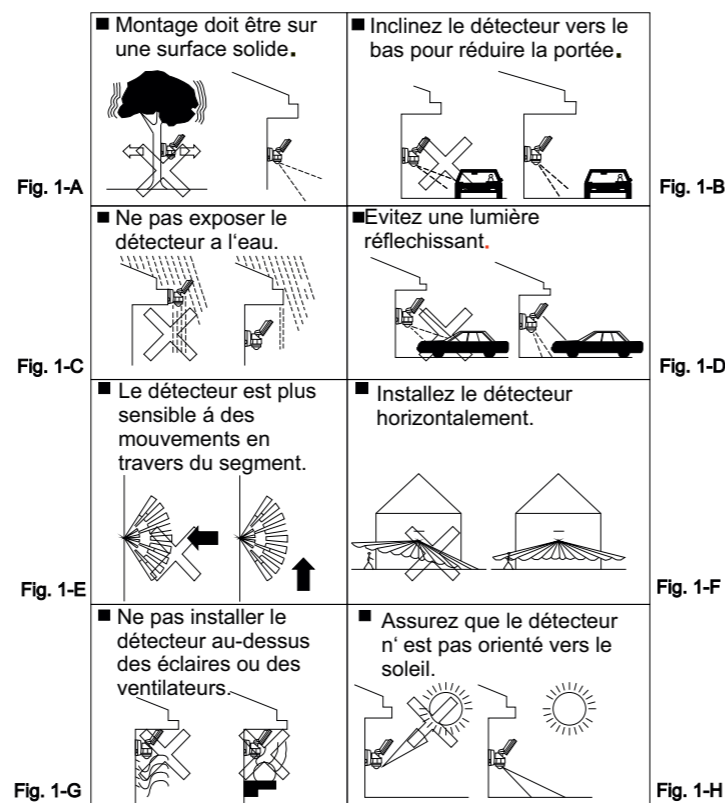 ■ Montage doit être sur
une surface solide.
Fig. 1-A
■ Inclinez le détecteur vers le
bas pour réduire la portée.
Fig. 1-B
■ Ne pas exposer le
détecteur a l‘eau.
Fig. 1-C
■Evitez une lumière
réflechissant.
Fig. 1-D
■ Le détecteur est plus
sensible á des
mouvements en
travers du segment.
Fig. 1-E
■ Installez le détecteur
horizontalement.
Fig. 1-F
■ Ne pas installer le
détecteur au-dessus
des éclaires ou des
ventilateurs.
Fig. 1-G
■ Assurez que le détecteur
n‘ est pas orienté vers le
soleil.
Fig. 1-H